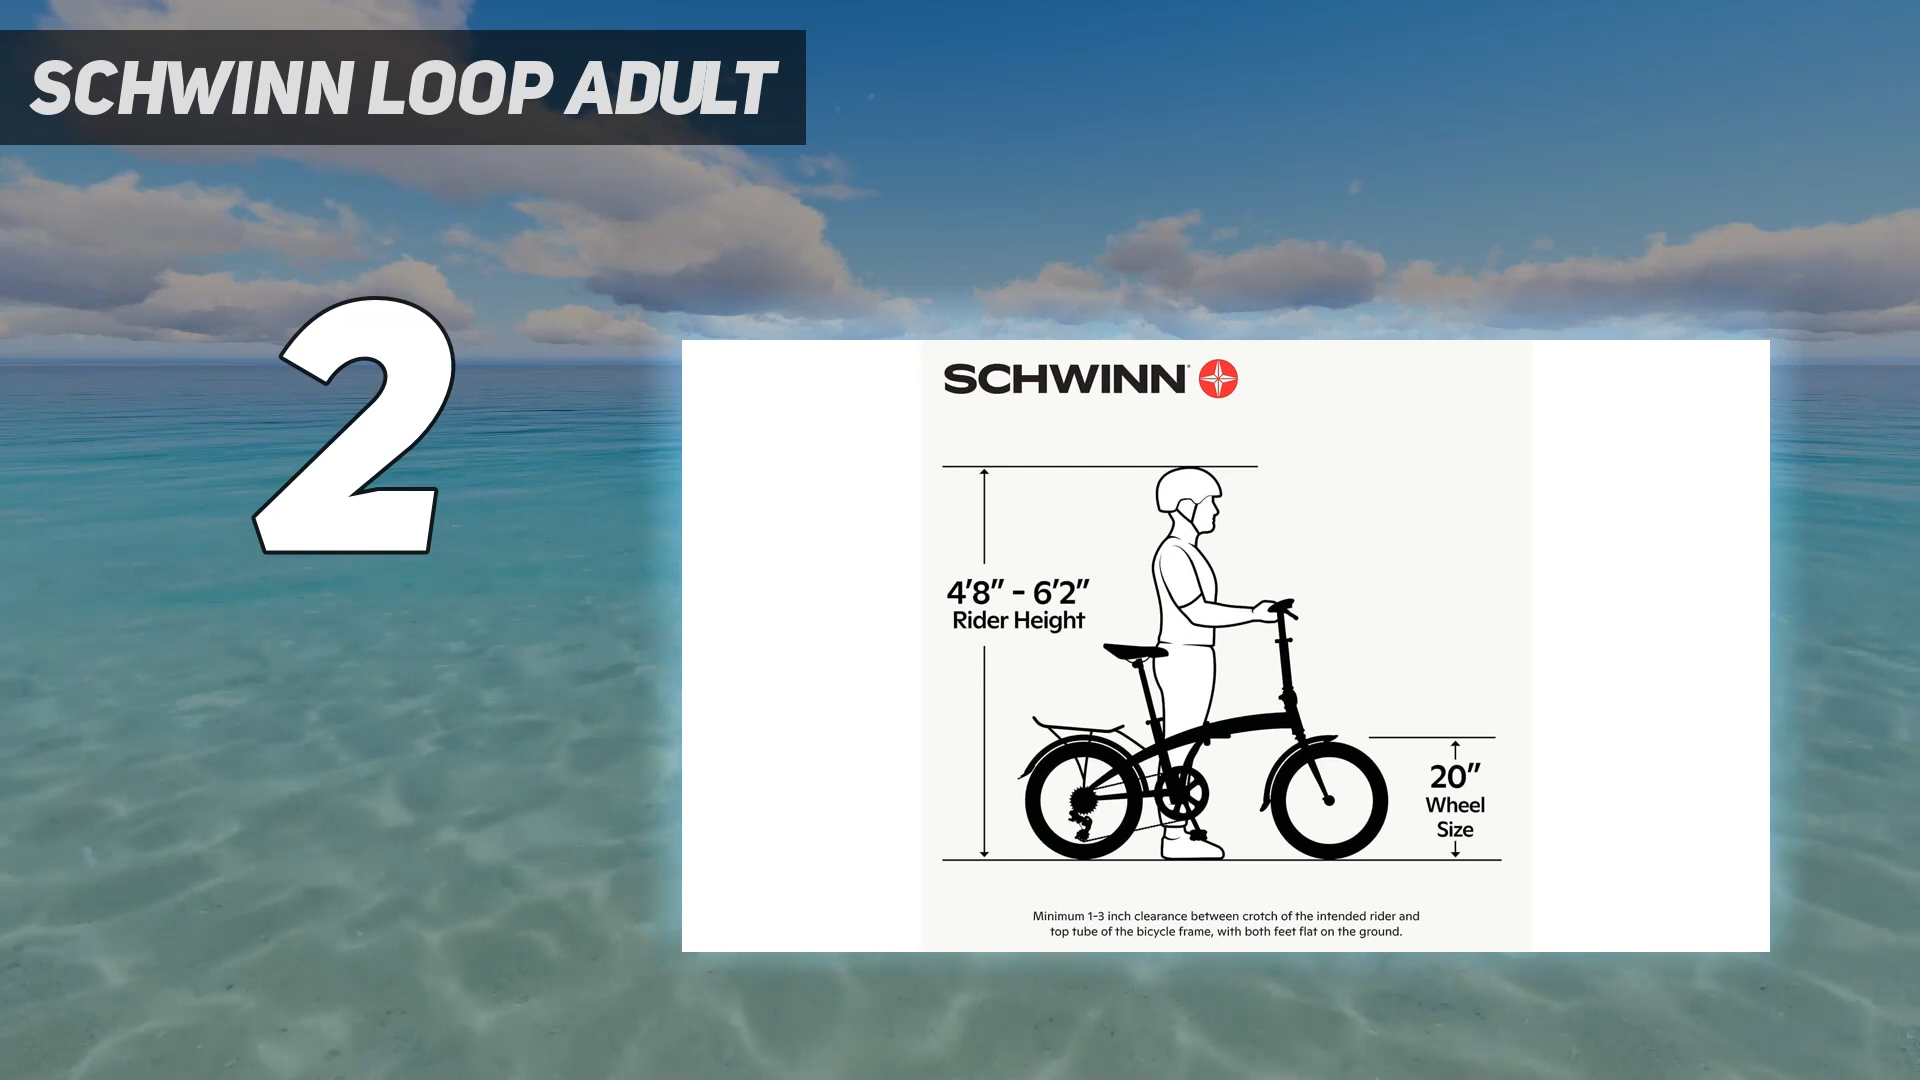 SCHWINN LOOP ADULT
2
SCHWINN
4'8" - 6'2"
Rider Height
20"
Wheel
Size
Minimum 1-3 inch clearance between crotch of the intended rider and
top tube of the bicycle frame, with both feet flat on the ground.